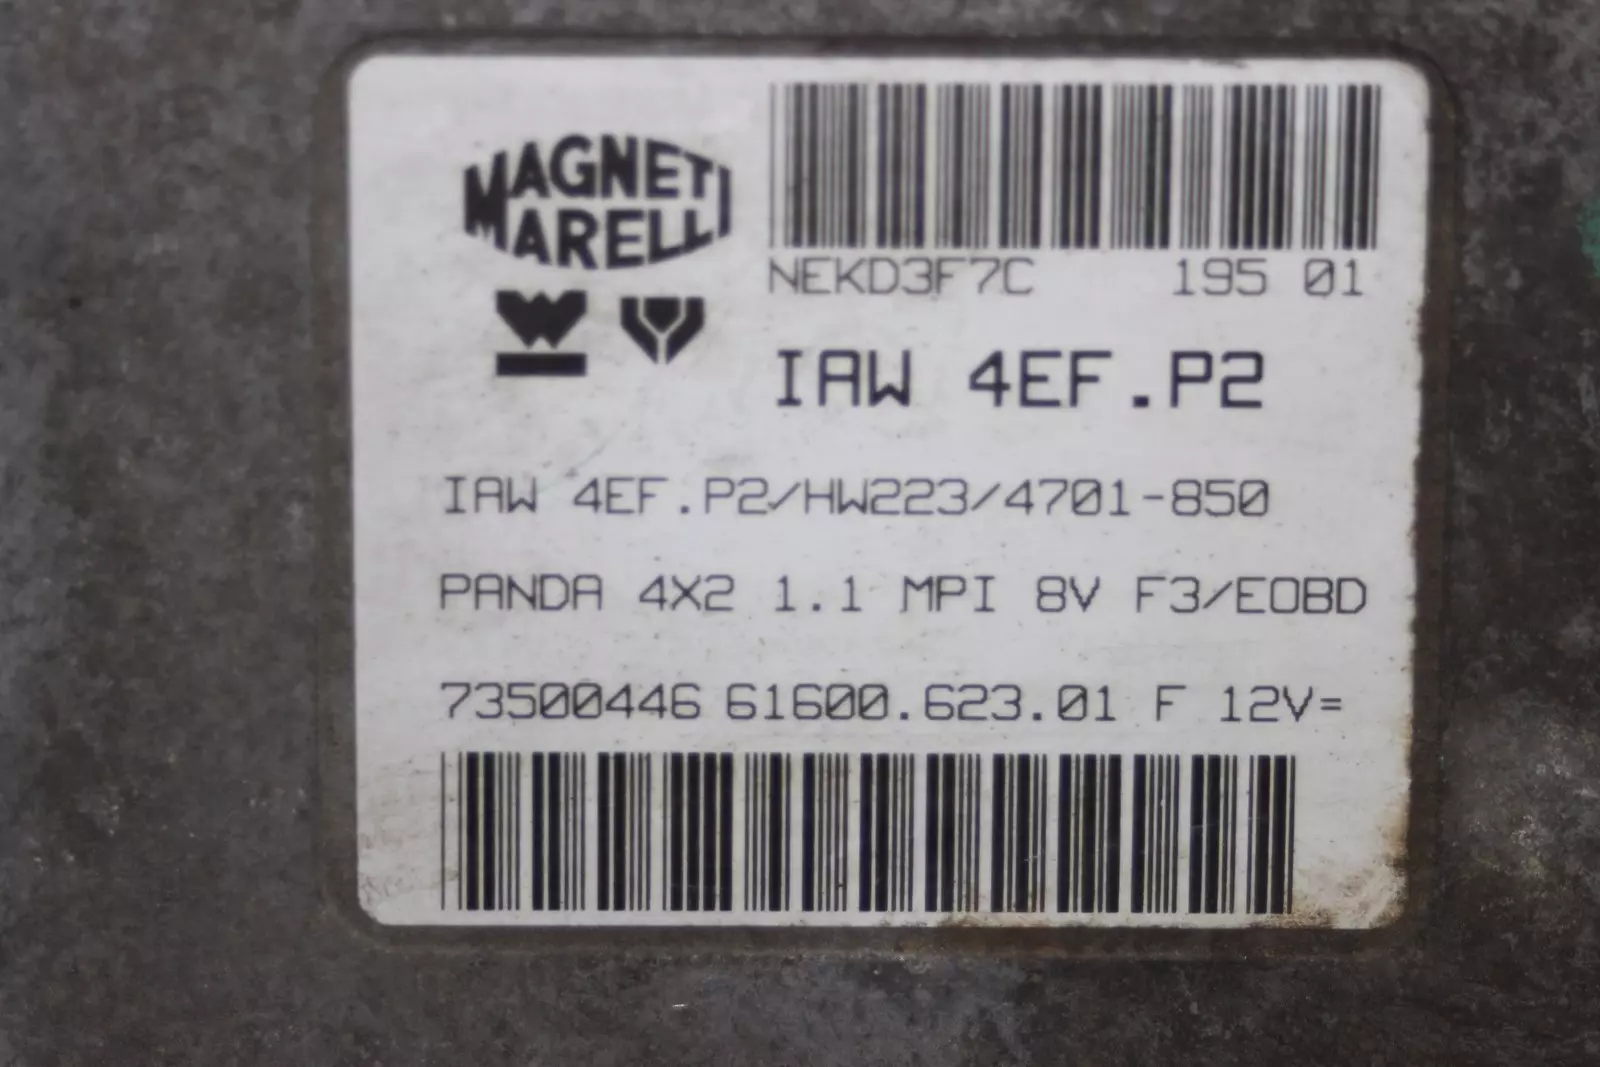 MAGNETI
MARELLI
NEKD3F7C 195 01
IAW 4EF.P2
IAW 4EF.P2/HW223/4701-850
PANDA 4X2 1.1 MPI 8V F3/EOBD
73500446 61600.623.01 F 12V=